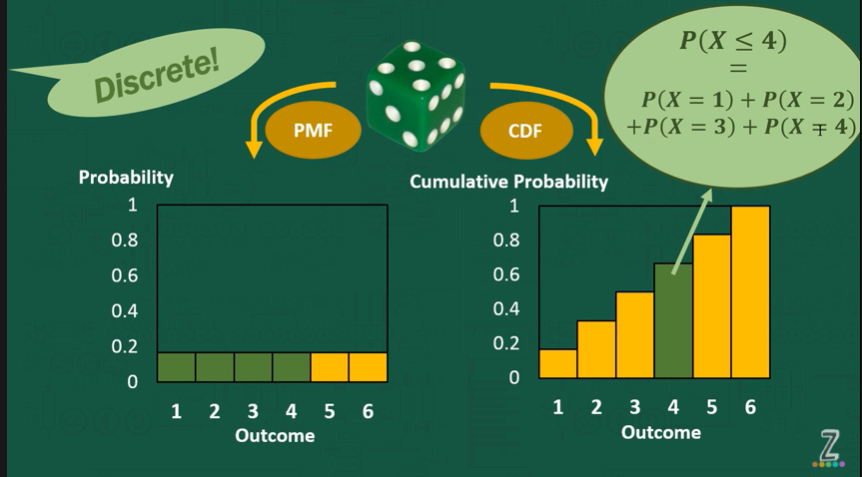 Discrete!
PMF
CDF
P(X ≤ 4)
=
P(X = 1) + P(X = 2)
+P(X = 3) + P(X ∓ 4)
Probability
1
0.8
0.6
0.4
0.2
0
1 2 3 4 5 6
Outcome
Cumulative Probability
1
0.8
0.6
0.4
0.2
0
1 2 3 4 5 6
Outcome
Z